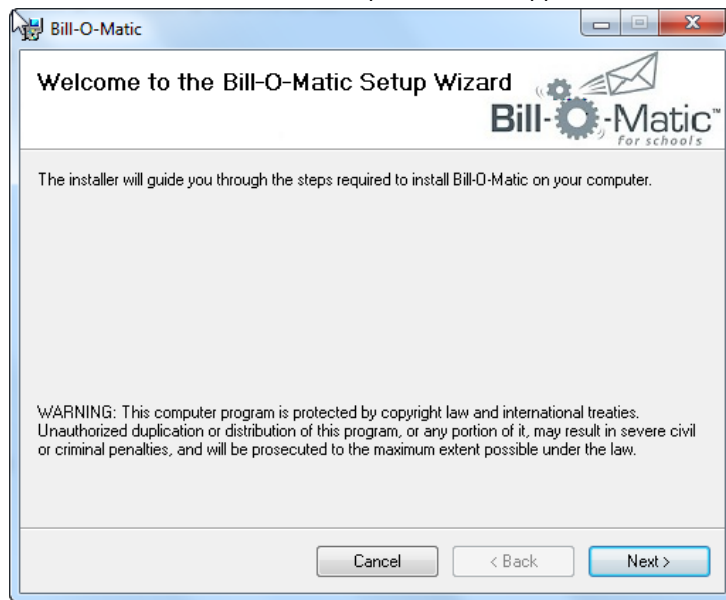 Bill-O-Matic
Welcome to the Bill-O-Matic Setup Wizard
Bill-O-Matic™
For schools
The installer will guide you through the steps required to install Bill-O-Matic on your computer.
WARNING: This computer program is protected by copyright law and international treaties.
Unauthorized duplication or distribution of this program, or any portion of it, may result in severe civil
or criminal penalties, and will be prosecuted to the maximum extent possible under the law.
Cancel
< Back
Next >